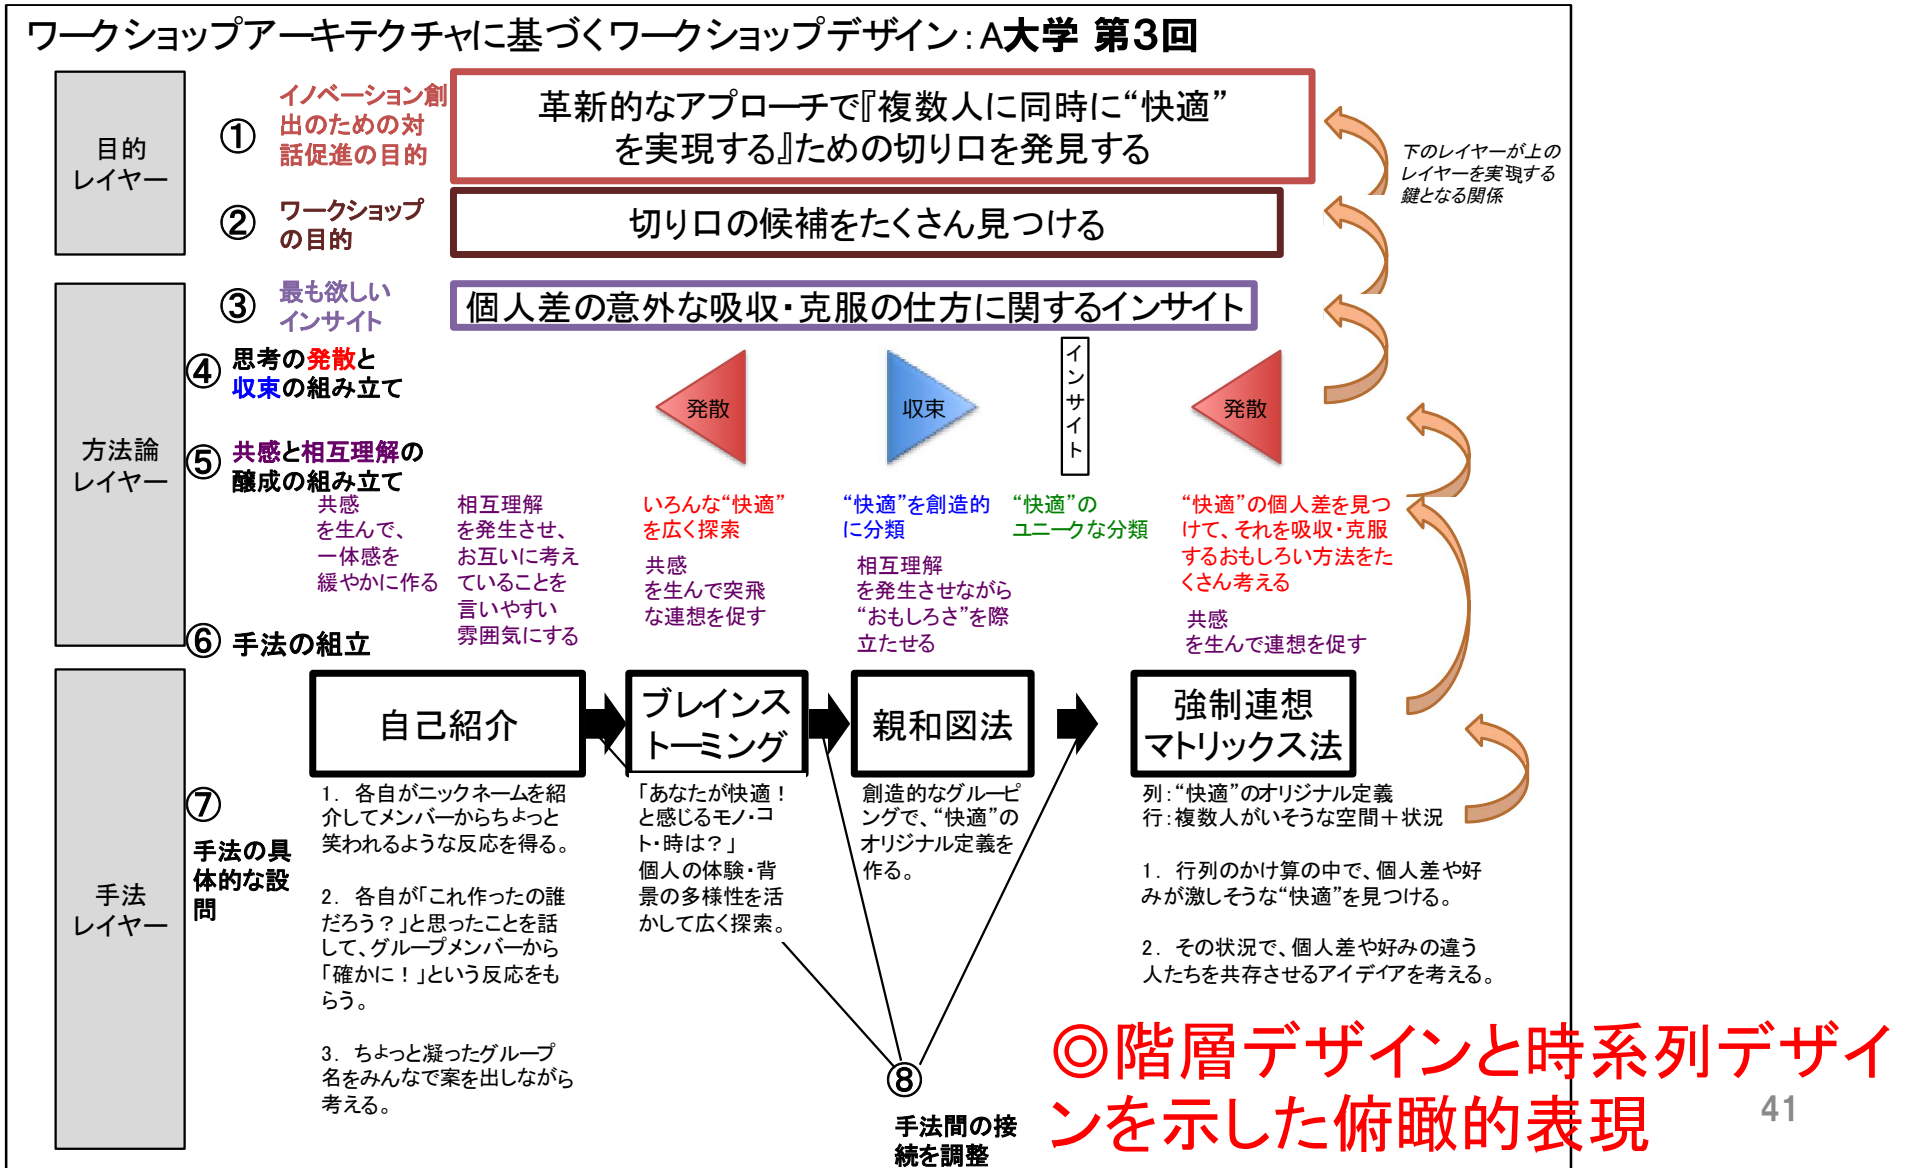 ワークショップアーキテクチャに基づくワークショップデザイン：A大学 第3回
目的
レイヤー
①
イノベーション創
出のための対
話促進の目的
革新的なアプローチで『複数人に同時に“快適”
を実現する』ための切り口を発見する
下のレイヤーが上の
レイヤーを実現する
鍵となる関係
②
ワークショップ
の目的
切り口の候補をたくさん見つける
方法論
レイヤー
③
最も欲しい
インサイト
個人差の意外な吸収・克服の仕方に関するインサイト
④
思考の発散と
収束の組み立て
発散
収束
インサイト
発散
⑤
共感と相互理解の
醸成の組み立て
共感
を生んで、
一体感を
緩やかに作る
相互理解
を発生させ、
お互いに考え
ていることを
言いやすい
雰囲気にする
いろんな“快適”
を広く探索
共感
を生んで突飛
な連想を促す
“快適”を創造的
に分類
相互理解
を発生させながら
“おもしろさ”を際
立たせる
“快適”の
ユニークな分類
“快適”の個人差を見つ
けて、それを吸収・克服
するおもしろい方法をた
くさん考える
共感
を生んで連想を促す
⑥ 手法の組立
手法
レイヤー
自己紹介
ブレインス
トーミング
親和図法
強制連想
マトリックス法
⑦
手法の具
体的な設
問
1. 各自がニックネームを紹
介してメンバーからちょっと
笑われるような反応を得る。
2. 各自が「これ作ったの誰
だろう？」と思ったことを話
して、グループメンバーから
「確かに！」という反応をも
らう。
3. ちょっと凝ったグループ
名をみんなで案を出しながら
考える。
「あなたが快適！
と感じるモノ・コ
ト・時は？」
個人の体験・背
景の多様性を活
かして広く探索。
創造的なグルーピ
ングで、“快適”の
オリジナル定義を
作る。
列：“快適”のオリジナル定義
行：複数人がいそうな空間＋状況
1. 行列のかけ算の中で、個人差や好
みが激しそうな“快適”を見つける。
2. その状況で、個人差や好みの違う
人たちを共存させるアイデイアを考える。
⑧
手法間の接
続を調整
◎階層デザインと時系列デザイ
ンを示した俯瞰的表現
41